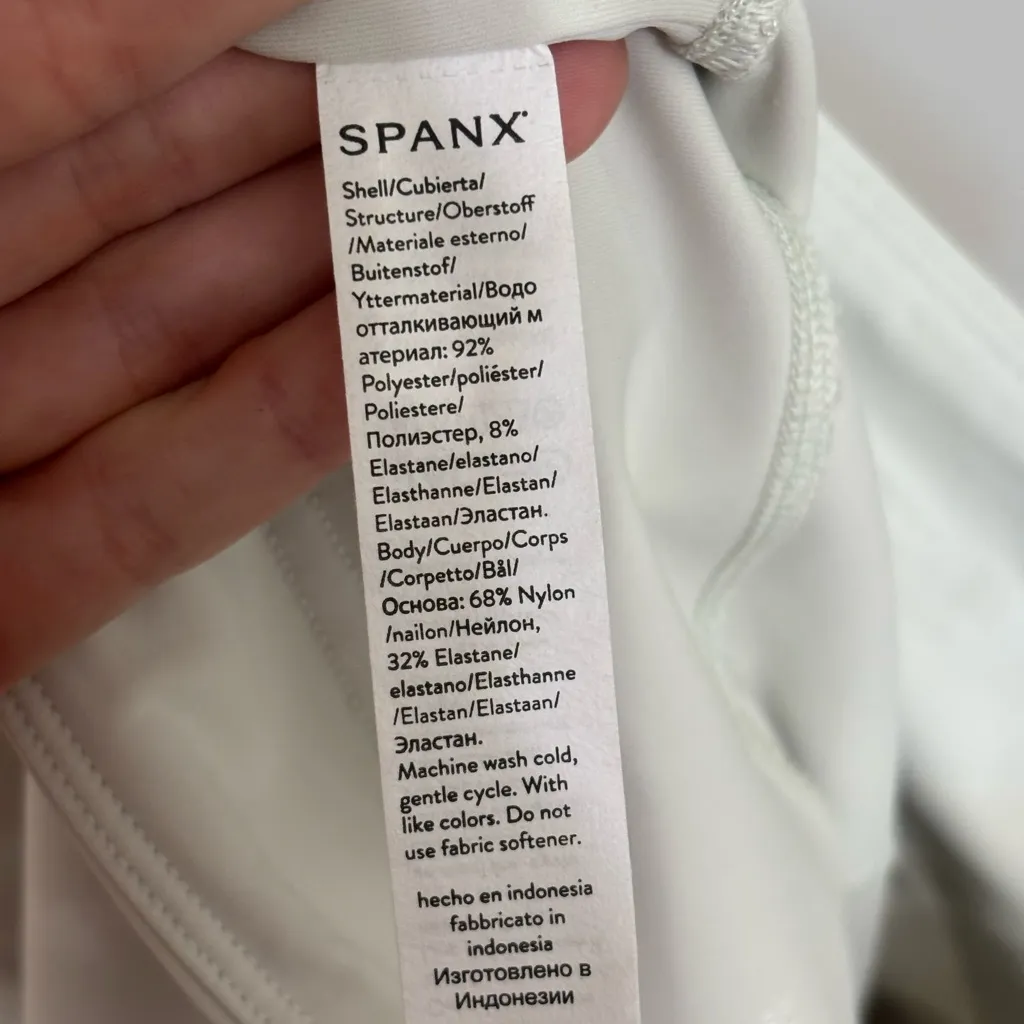 SPANX
Shell/Cubierta/
Structure/Oberstoff
/Materiale esterno/
Buitenstof/
Yttermaterial/Водо
отталкивающий м
атериал: 92%
Polyester/poliéster/
Poliestere/
Полиэстер, 8%
Elastane/elastano/
Elasthanne/Elastan/
Elastaan/Эластан.
Body/Cuerpo/Corps
/Corpetto/Bål/
Основа: 68% Nylon
/nailon/Нейлон,
32% Elastane/
elastano/Elasthanne
/Elastan/Elastaan/
Эластан.
Machine wash cold,
gentle cycle. With
like colors. Do not
use fabric softener.
hecho en indonesia
fabbricato in
indonesia
Изготовлено в
Индонезии